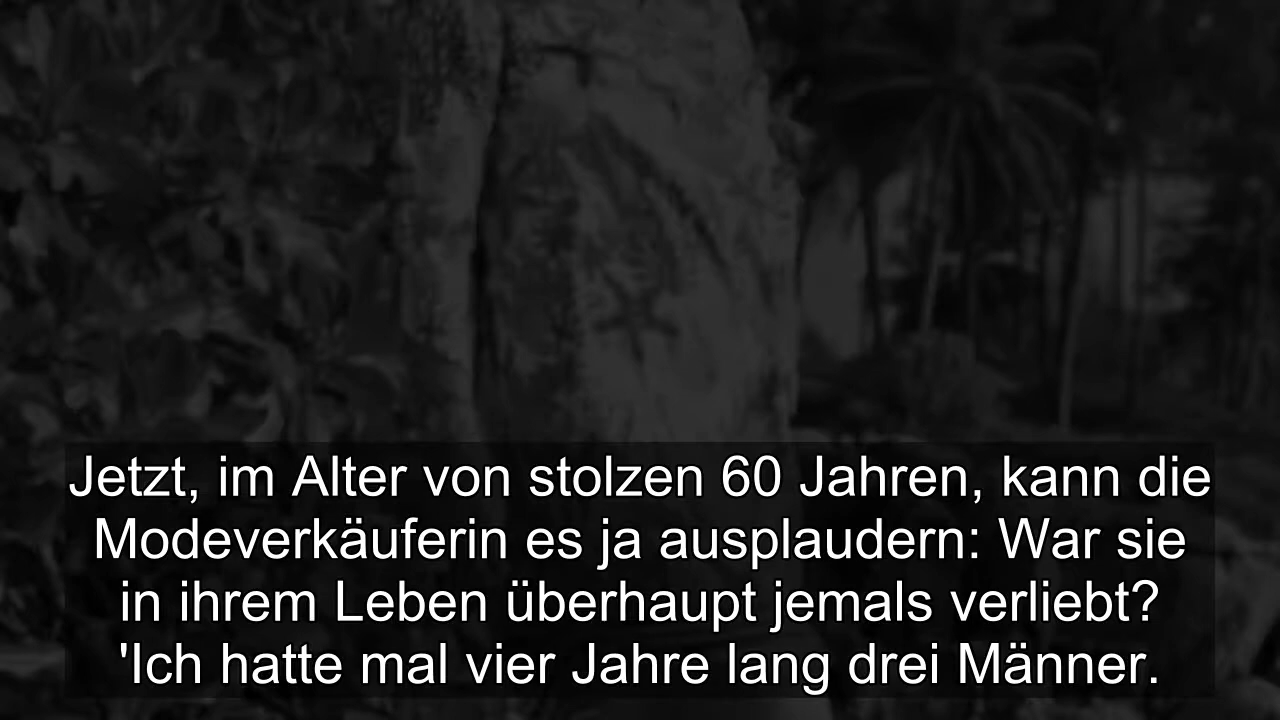 Jetzt, im Alter von stolzen 60 Jahren, kann die
Modeverkäuferin es ja ausplaudern: War sie
in ihrem Leben überhaupt jemals verliebt?
'Ich hatte mal vier Jahre lang drei Männer.